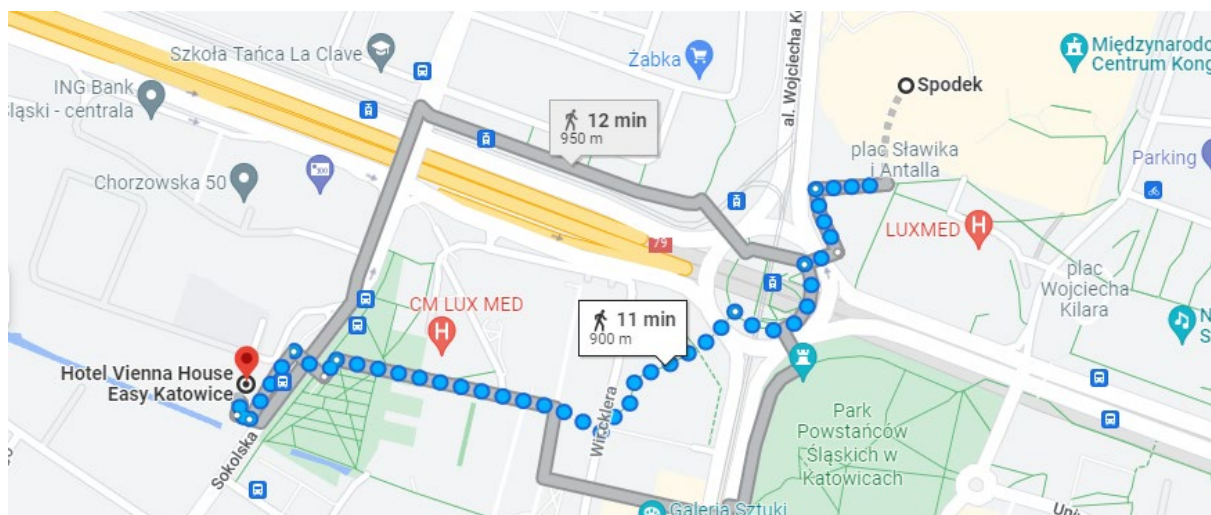 Szkoła Tańca La Clave
Żabka
al. Wojciecha
Międzynarodo
Centrum Kong
ING Bank
Śląski - centrala
Spodek
12 min
950 m
plac Sławika
i Antalla
Parking
Chorzowska 50
79
LUXMED
CM LUX MED
plac
Wojciecha
Kilara
11 min
900 m
Hotel Vienna House
Easy Katowice
Sokolska
Park
Powstańców
Śląskich w
Katowicach
Galeria Sztuki